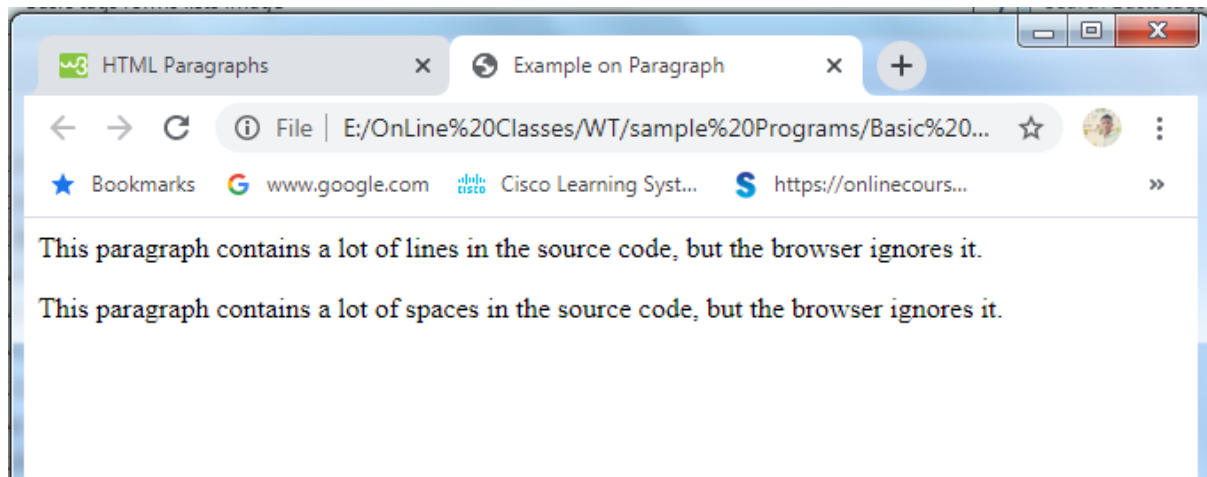 HTML Paragraphs
Example on Paragraph
File | E:/OnLine%20Classes/WT/sample%20Programs/Basic%20...
Bookmarks www.google.com Cisco Learning Syst... https://onlinecours...
This paragraph contains a lot of lines in the source code, but the browser ignores it.
This paragraph contains a lot of spaces in the source code, but the browser ignores it.